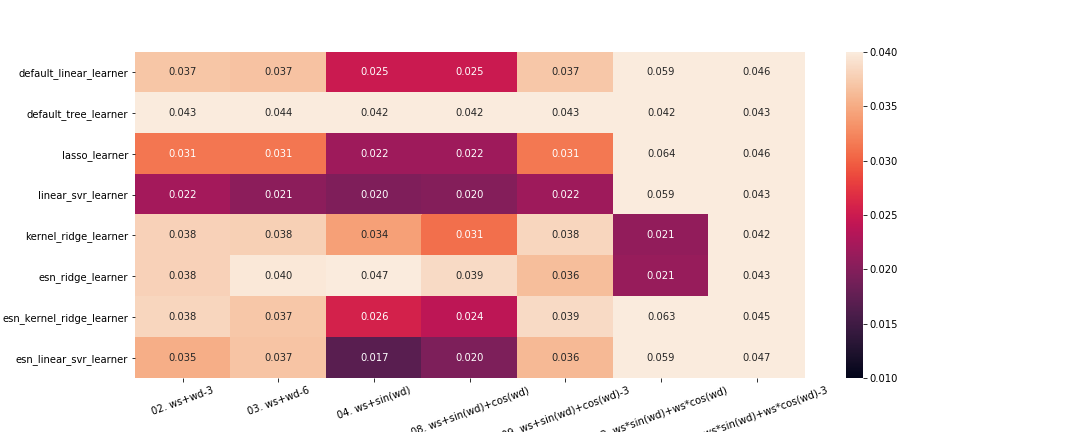 default_linear_learner 0.037 0.037 0.025 0.025 0.037 0.059 0.046
default_tree_learner 0.043 0.044 0.042 0.042 0.043 0.042 0.043
lasso_learner 0.031 0.031 0.022 0.022 0.031 0.064 0.046
linear_svr_learner 0.022 0.021 0.020 0.020 0.022 0.059 0.043
kernel_ridge_learner 0.038 0.038 0.034 0.031 0.038 0.021 0.042
esn_ridge_learner 0.038 0.040 0.047 0.039 0.036 0.021 0.043
esn_kernel_ridge_learner 0.038 0.037 0.026 0.024 0.039 0.063 0.045
esn_linear_svr_learner 0.035 0.037 0.017 0.020 0.036 0.059 0.047
02. ws+wd-3
03. ws+wd-6
04. ws+sin(wd)
08. ws+sin(wd)+cos(wd)
ws+sin(wd)+cos(wd)-3
ws*sin(wd)+ws*cos(wd)
ws*sin(wd)+ws*cos(wd)-3
0.040
0.035
0.030
0.025
0.020
0.015
0.010